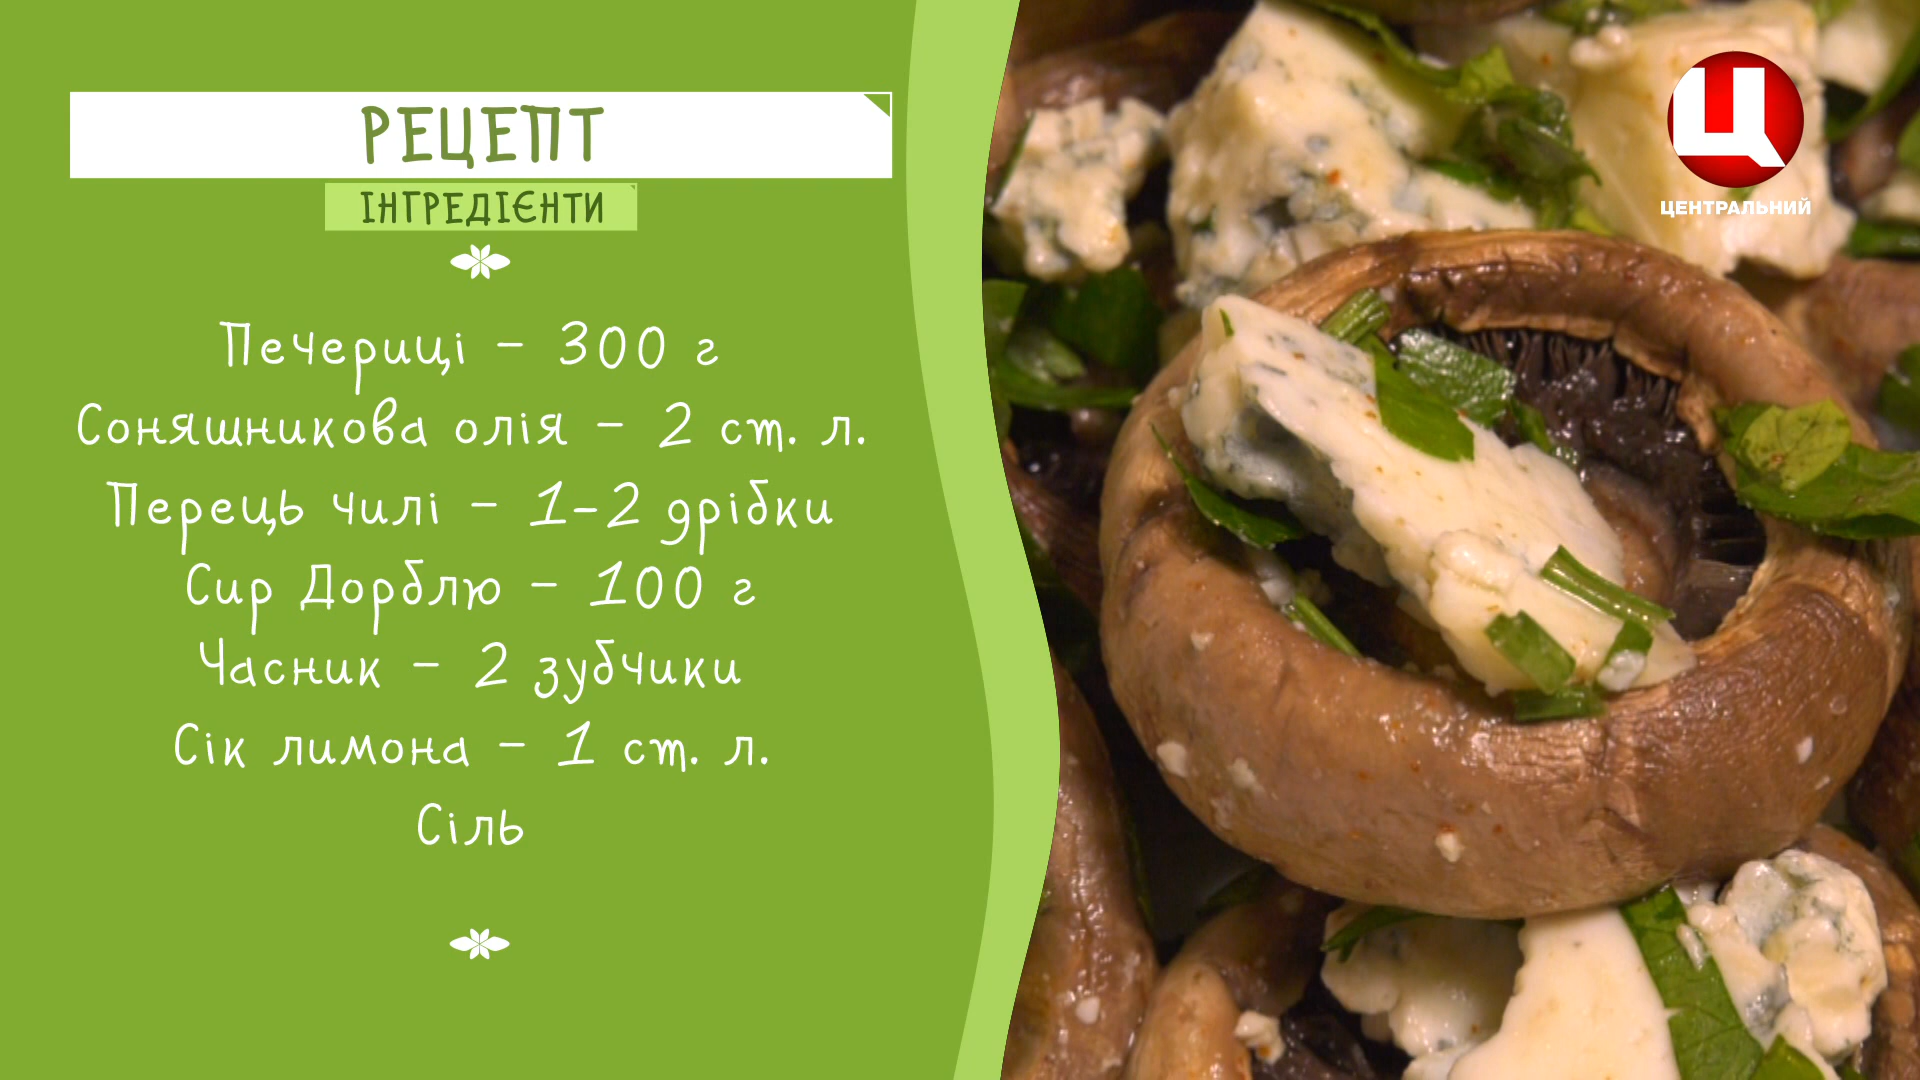 РЕЦЕПТ
ІНГРЕДІЄНТИ
Печериці - 300 г
Соняшникова олія - 2 ст. л.
Перець чилі - 1-2 дрібки
Сир Дорблю - 100 г
Часник - 2 зубчики
Сік лимона - 1 ст. л.
Сіль
Ц
ЦЕНТРАЛЬНИЙ